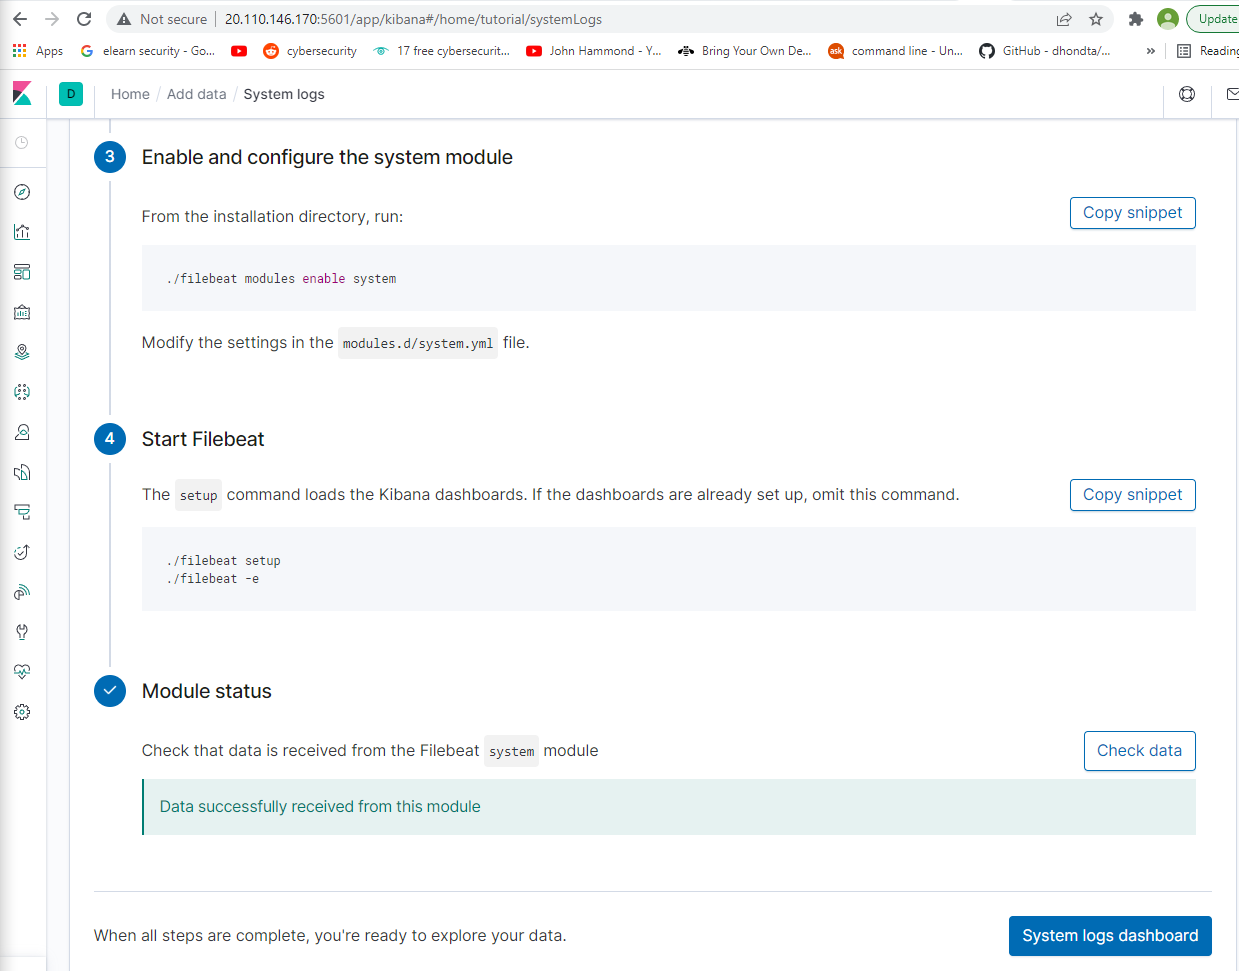 Not secure
20.110.146.170:5601/app/kibana#/home/tutorial/systemLogs
Update
Apps
elearn security - Go...
cybersecurity
17 free cybersecurit...
John Hammond - Y...
Bring Your Own De...
ask
command line - Un...
GitHub - dhondta/...
»
Reading
D
Home / Add data / System logs
3
Enable and configure the system module
From the installation directory, run:
Copy snippet
./filebeat modules enable system
Modify the settings in the modules.d/system.yml file.
4
Start Filebeat
The setup command loads the Kibana dashboards. If the dashboards are already set up, omit this command.
Copy snippet
./filebeat setup
./filebeat -e
Module status
Check that data is received from the Filebeat system module
Check data
Data successfully received from this module
When all steps are complete, you're ready to explore your data.
System logs dashboard